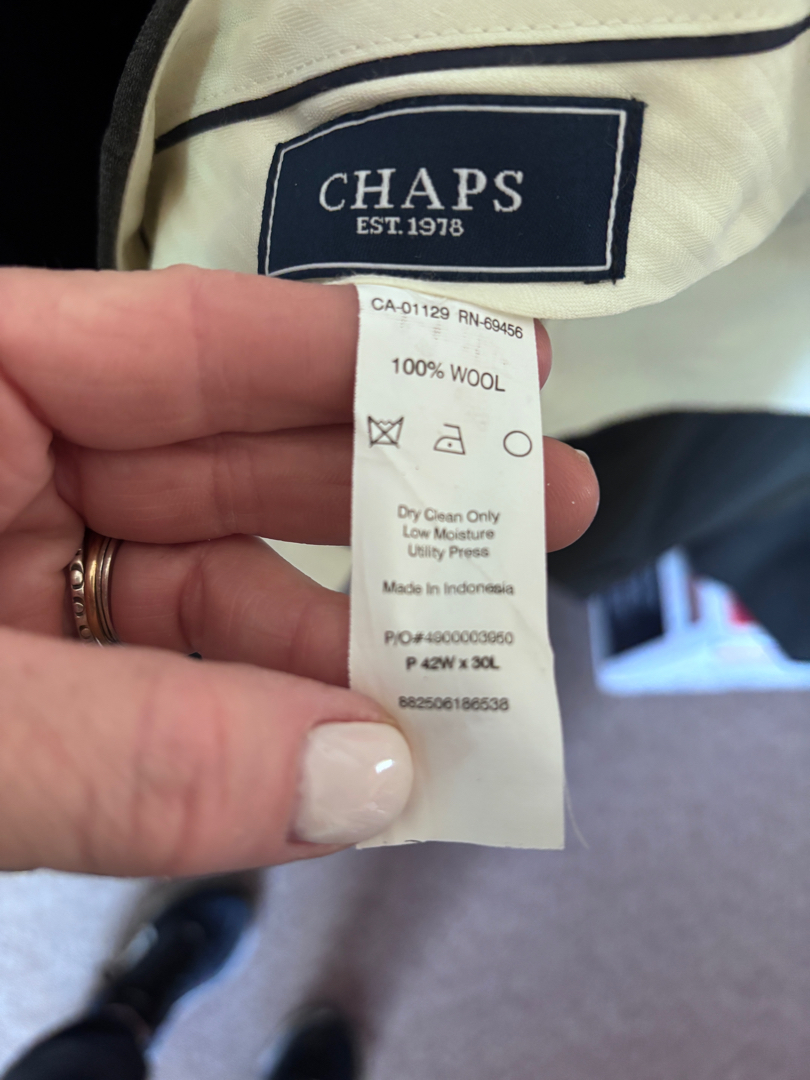 CHAPS
EST. 1978
CA-01129 RN-69456
100% WOOL
Dry Clean Only
Low Moisture
Utility Press
Made In Indonesia
P/O#4900003960
P 42W x 30L
882506186538